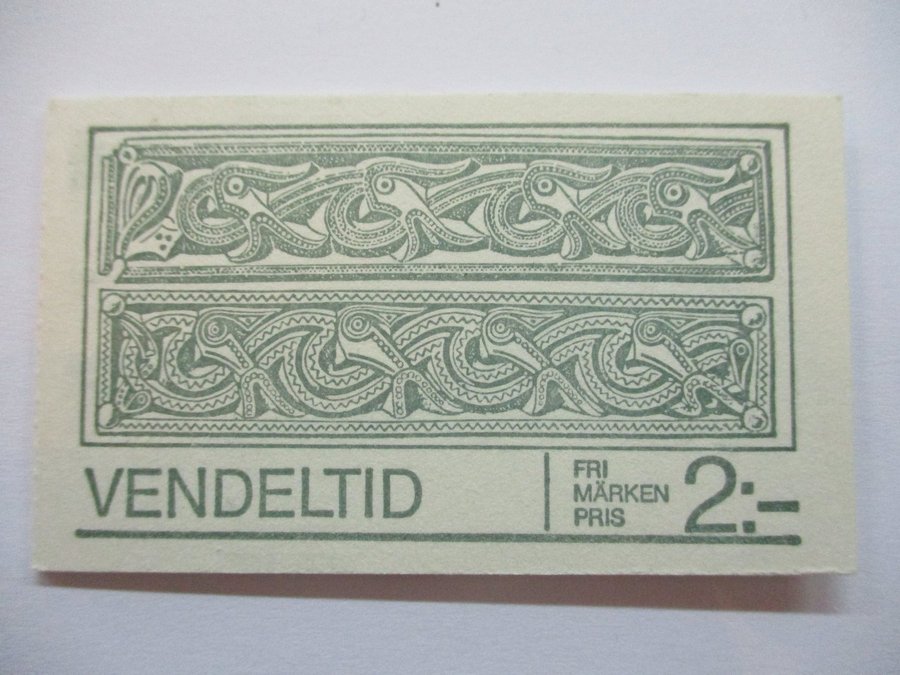 VENDELTID
FRI
MÄRKEN
PRIS
2:-